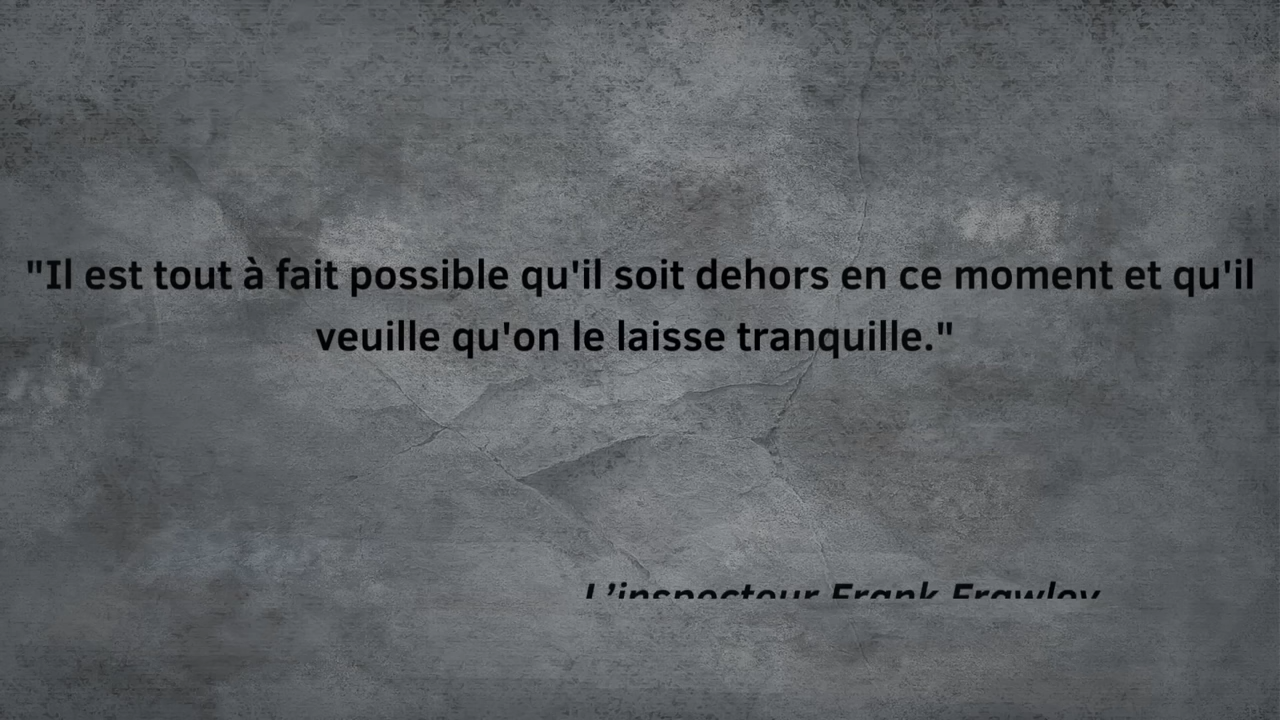 "Il est tout à fait possible qu'il soit dehors en ce moment et qu'il
veuille qu'on le laisse tranquille."
L’inspecteur Frank Frawley